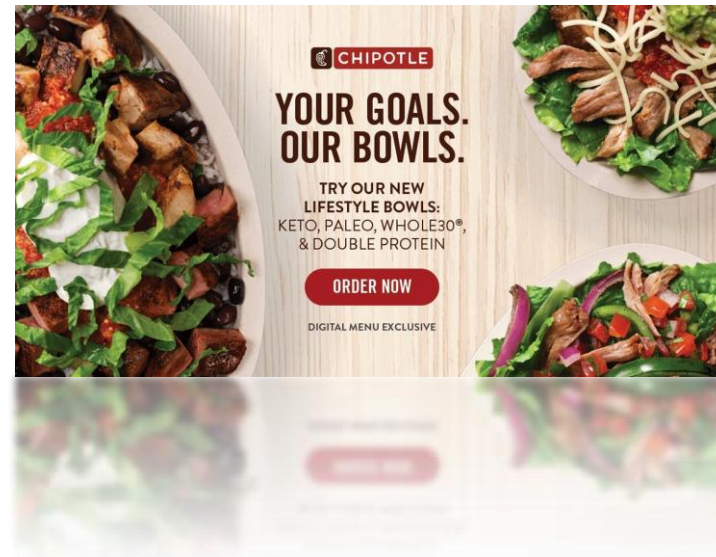 CHIPOTLE
YOUR GOALS.
OUR BOWLS.
TRY OUR NEW
LIFESTYLE BOWLS:
KETO, PALEO, WHOLE30®,
& DOUBLE PROTEIN
ORDER NOW
DIGITAL MENU EXCLUSIVE